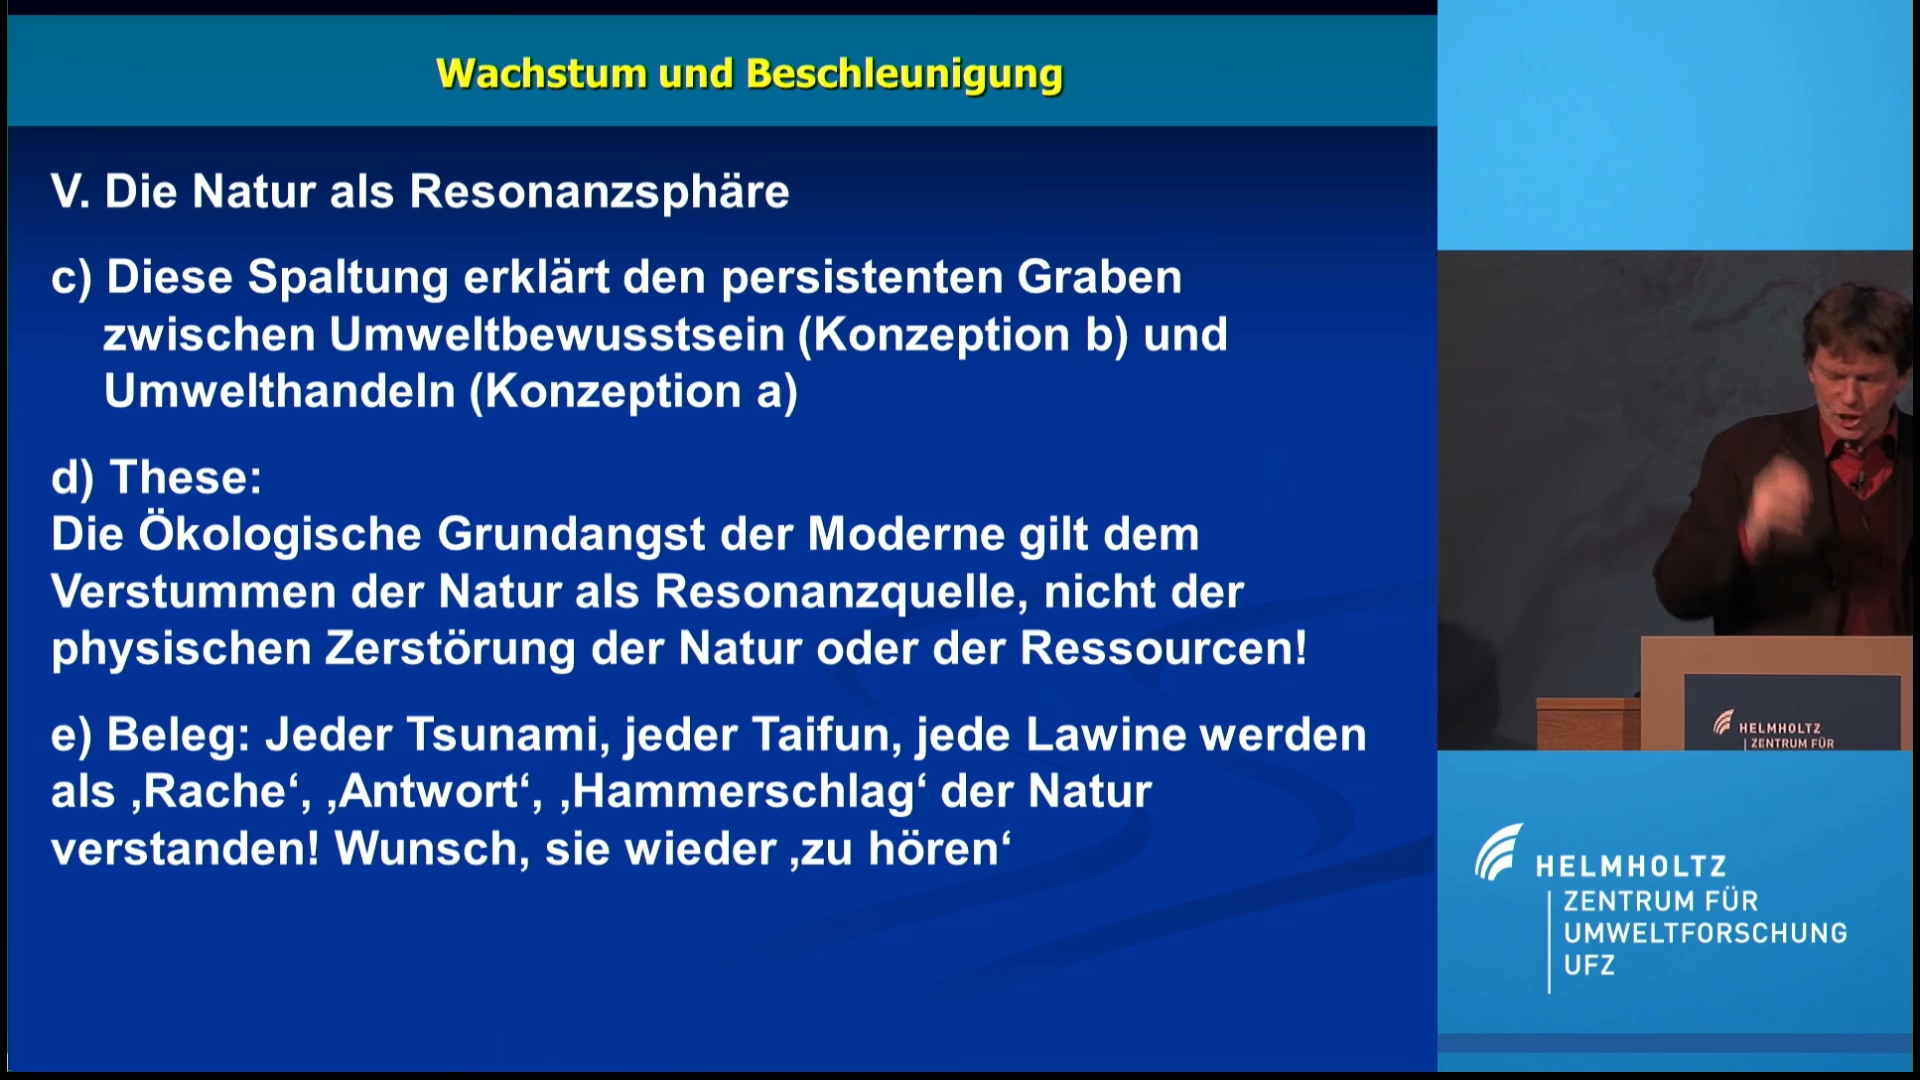 Wachstum und Beschleunigung
V. Die Natur als Resonanzsphäre
c) Diese Spaltung erklärt den persistenten Graben
zwischen Umweltbewusstsein (Konzeption b) und
Umwelthandeln (Konzeption a)
d) These:
Die Ökologische Grundangst der Moderne gilt dem
Verstummen der Natur als Resonanzquelle, nicht der
physischen Zerstörung der Natur oder der Ressourcen!
e) Beleg: Jeder Tsunami, jeder Taifun, jede Lawine werden
als ‚Rache‘, ‚Antwort‘, ‚Hammerschlag‘ der Natur
verstanden! Wunsch, sie wieder ‚zu hören‘
HELMHOLTZ
ZENTRUM FÜR
HELMHOLTZ
ZENTRUM FÜR
UMWELTFORSCHUNG
UFZ